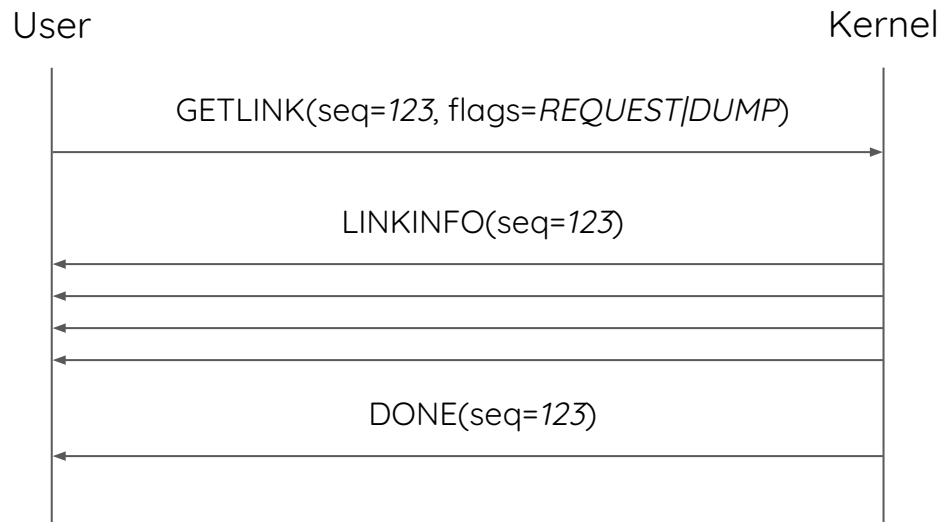 User
Kernel
GETLINK(seq=123, flags=REQUEST|DUMP)
LINKINFO(seq=123)
DONE(seq=123)